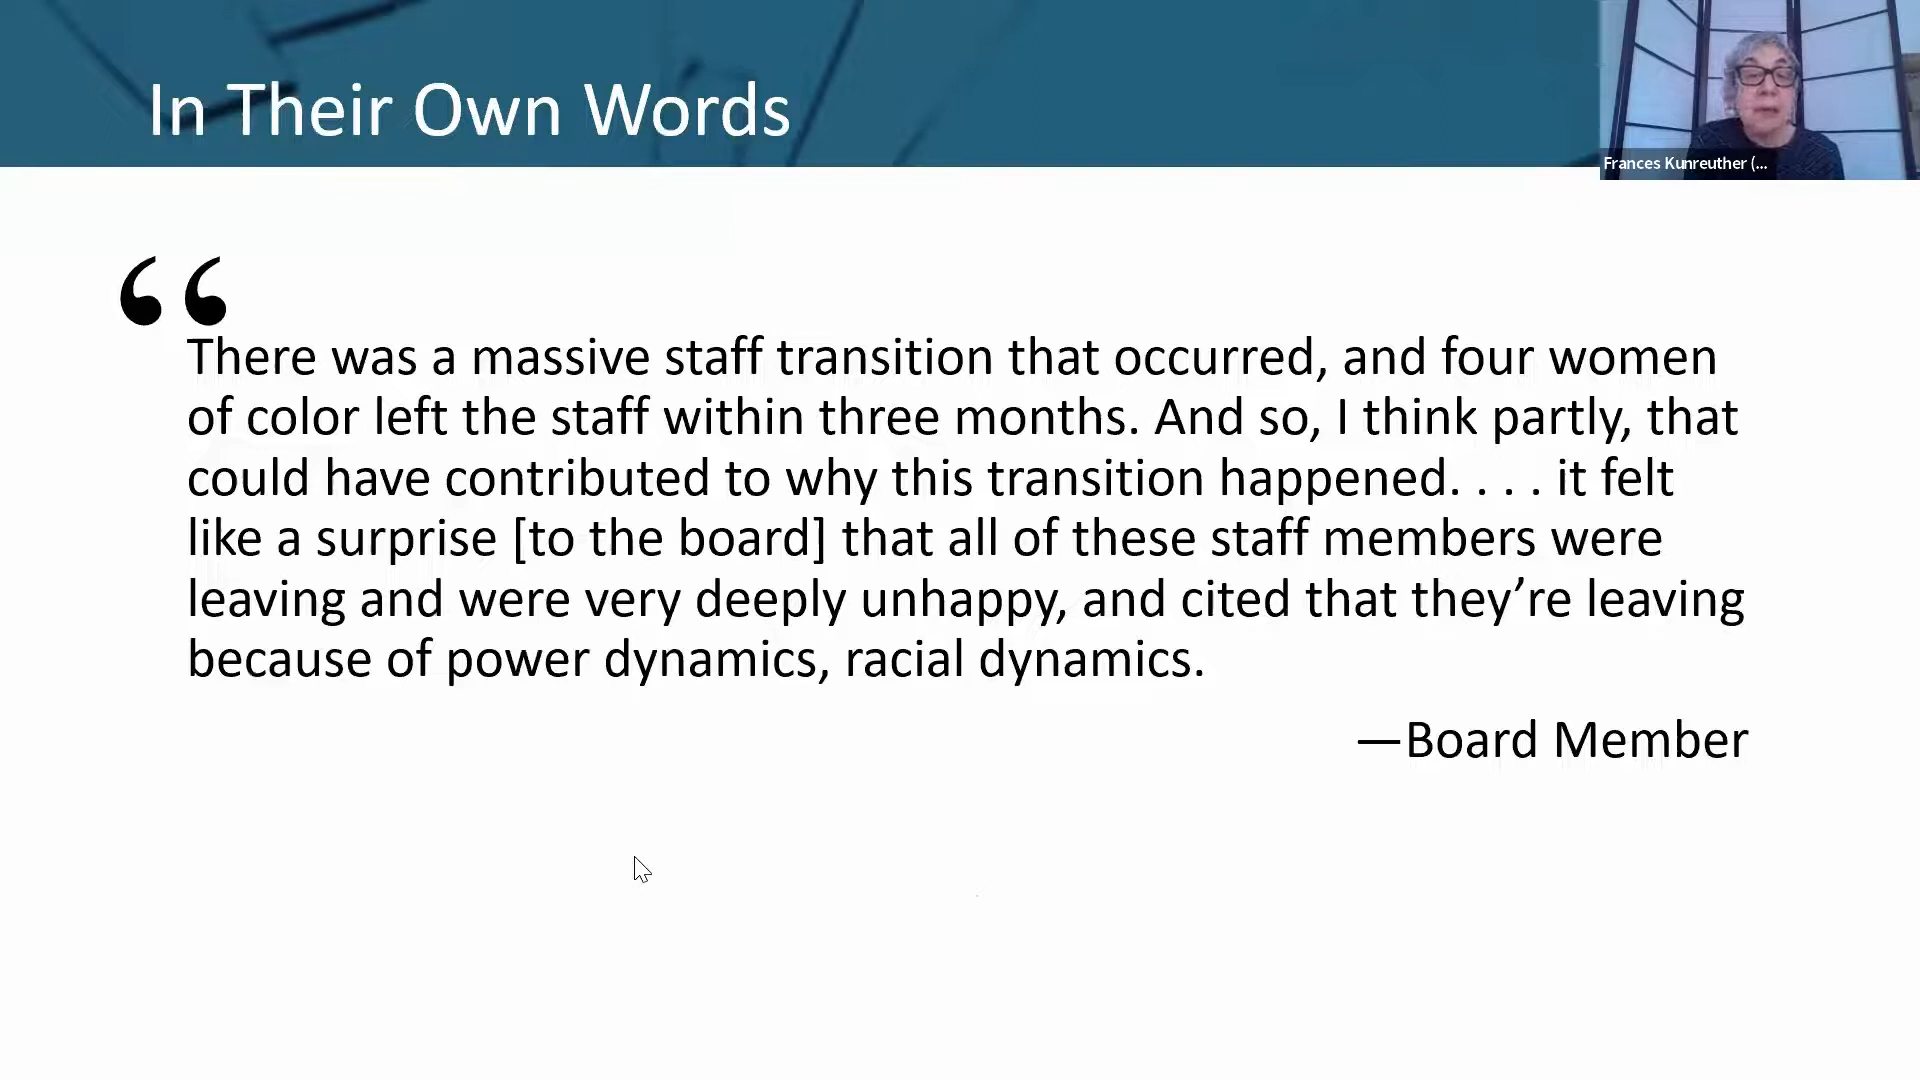 In Their Own Words
Frances Kunreuther (...
“
There was a massive staff transition that occurred, and four women
of color left the staff within three months. And so, I think partly, that
could have contributed to why this transition happened. . . . it felt
like a surprise [to the board] that all of these staff members were
leaving and were very deeply unhappy, and cited that they’re leaving
because of power dynamics, racial dynamics.
—Board Member